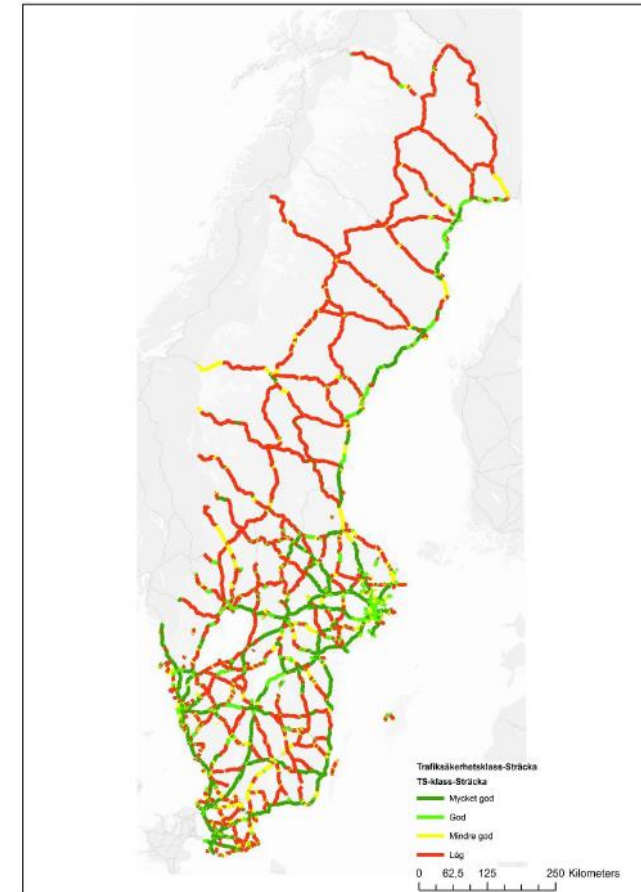 Trafiksäkerhetsklass-Sträcka
TS-klass-Sträcka
Mycket god
God
Mindre god
Låg
0 62,5 125 250 Kilometers